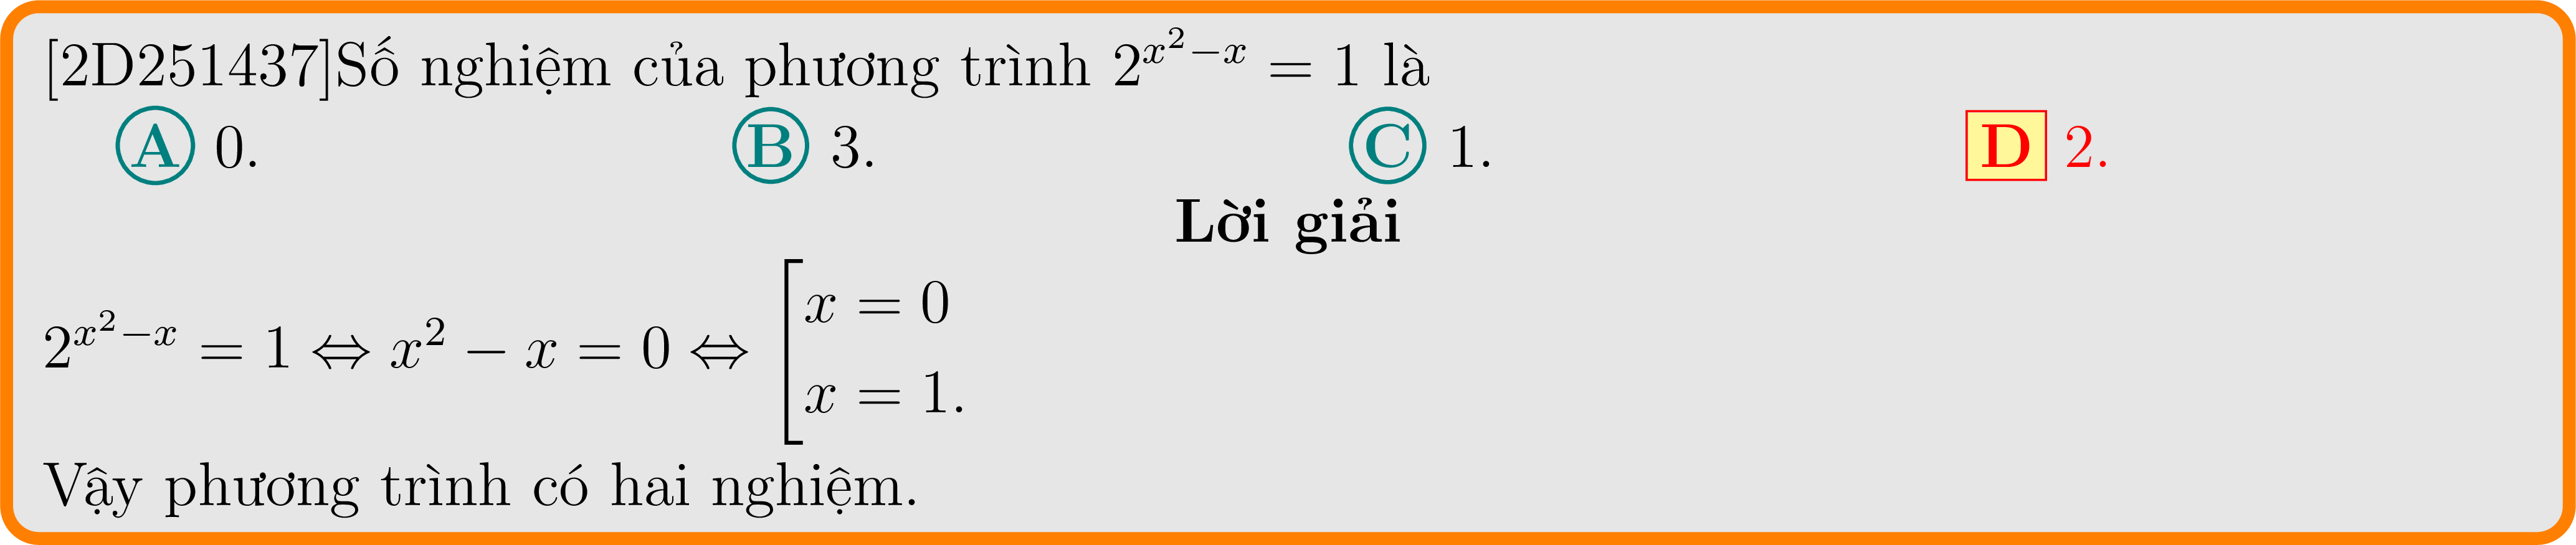 [2D251437]Số nghiệm của phương trình $2^{x^2-x} = 1$ là
A 0. B 3. C 1. D 2.
Lời giải
$2^{x^2-x} = 1 \Leftrightarrow x^2 - x = 0 \Leftrightarrow \left[\begin{array}{l} x = 0 \\ x = 1. \end{array}\right.$
Vậy phương trình có hai nghiệm.